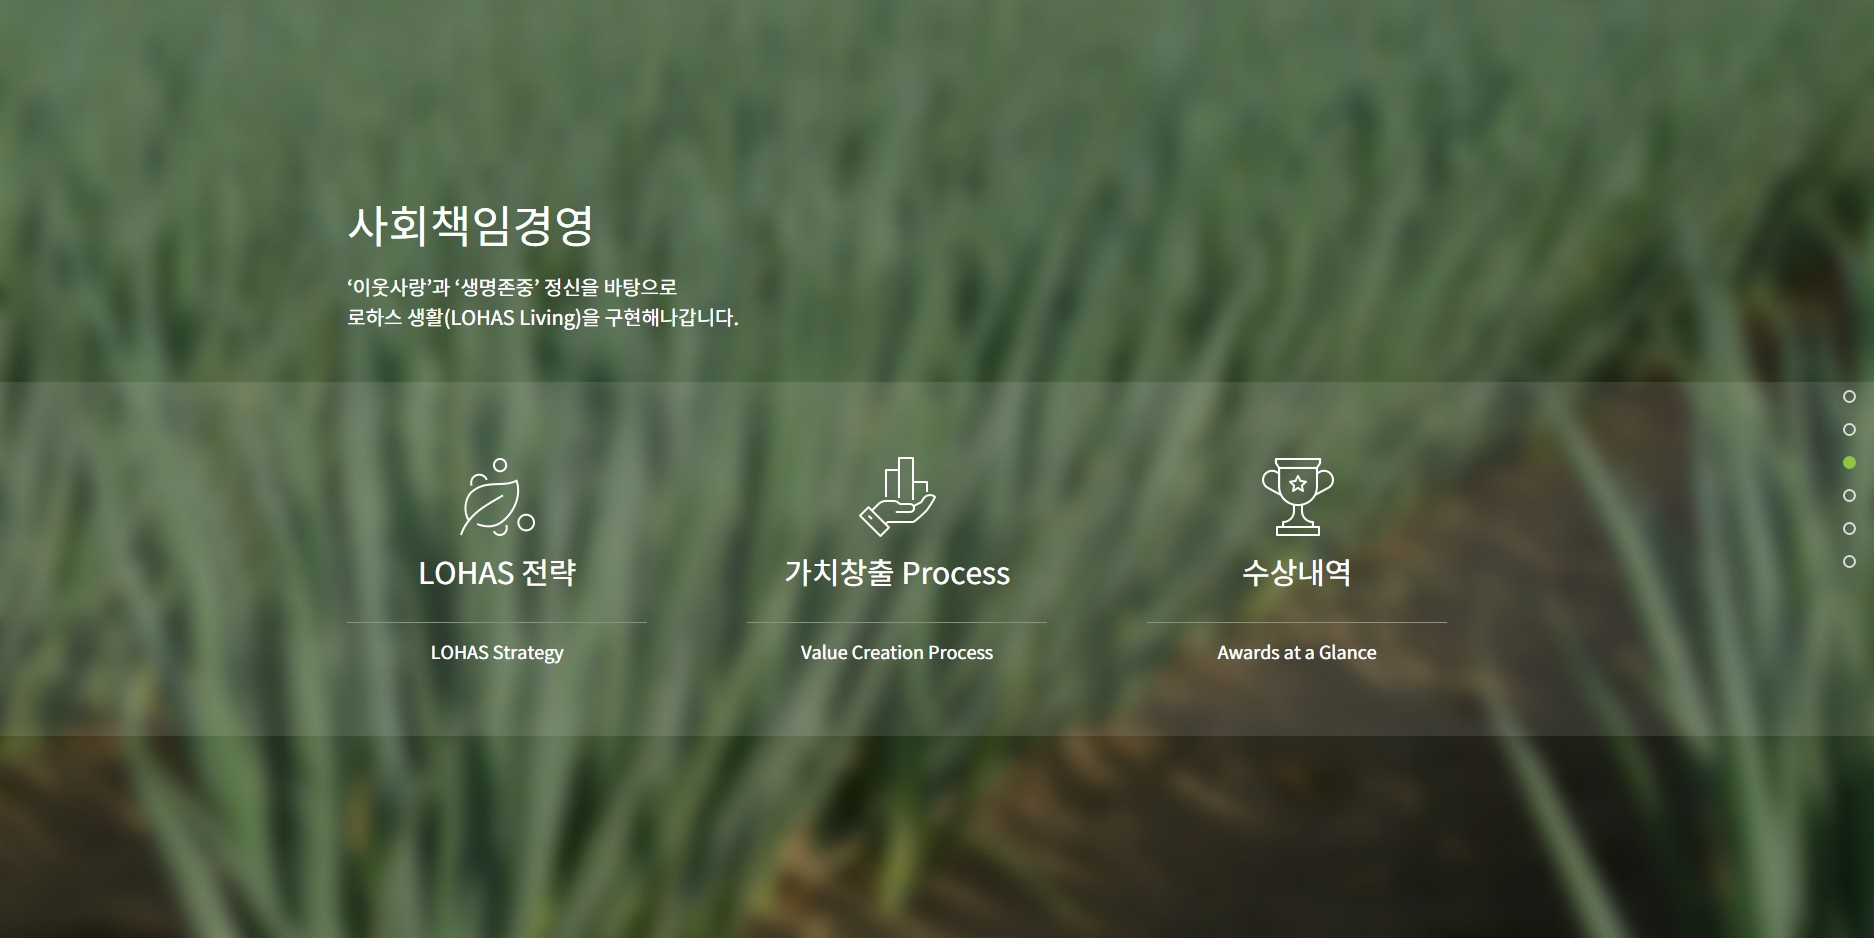 사회책임경영
‘이웃사랑’과 ‘생명존중’ 정신을 바탕으로
로하스 생활(LOHAS Living)을 구현해나갑니다.
LOHAS 전략
LOHAS Strategy
가치창출 Process
Value Creation Process
수상내역
Awards at a Glance